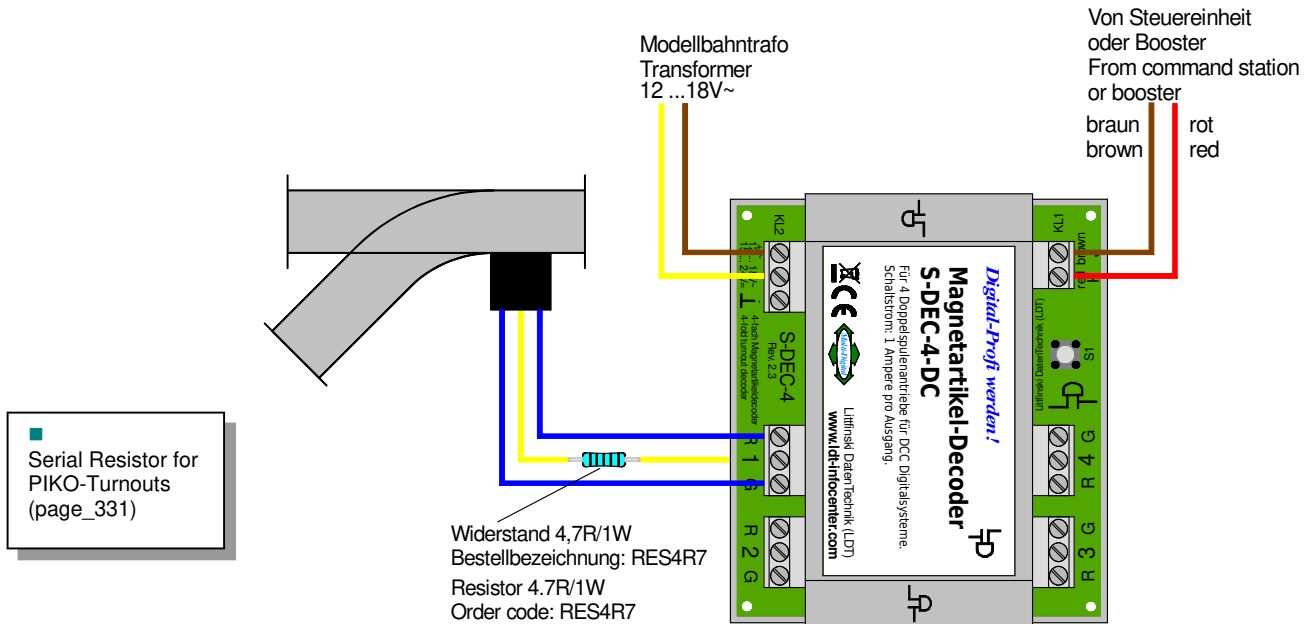 Modellbahntrafo
Transformer
12 ...18V~
Von Steuereinheit
oder Booster
From command station
or booster
braun
brown
rot
red
KL2
KL1
red brown
4-fach Magnetartikeldecoder
4-fold turnout decoder
S-DEC-4
Rev. 2.3
Digital-Profi werden!
Magnetartikel-Decoder
S-DEC-4-DC
Für 4 Doppelspulenantriebe für DCC Digitalsysteme.
Schaltstrom: 1 Ampere pro Ausgang.
CE
Multi-Digital
Littfinski DatenTechnik (LDT)
www.ldt-infocenter.com
Littfinski DatenTechnik (LDT)
S1
R 1 G
R 2 G
R 4 G
R 3 G
Serial Resistor for
PIKO-Turnouts
(page_331)
Widerstand 4,7R/1W
Bestellbezeichnung: RES4R7
Resistor 4.7R/1W
Order code: RES4R7